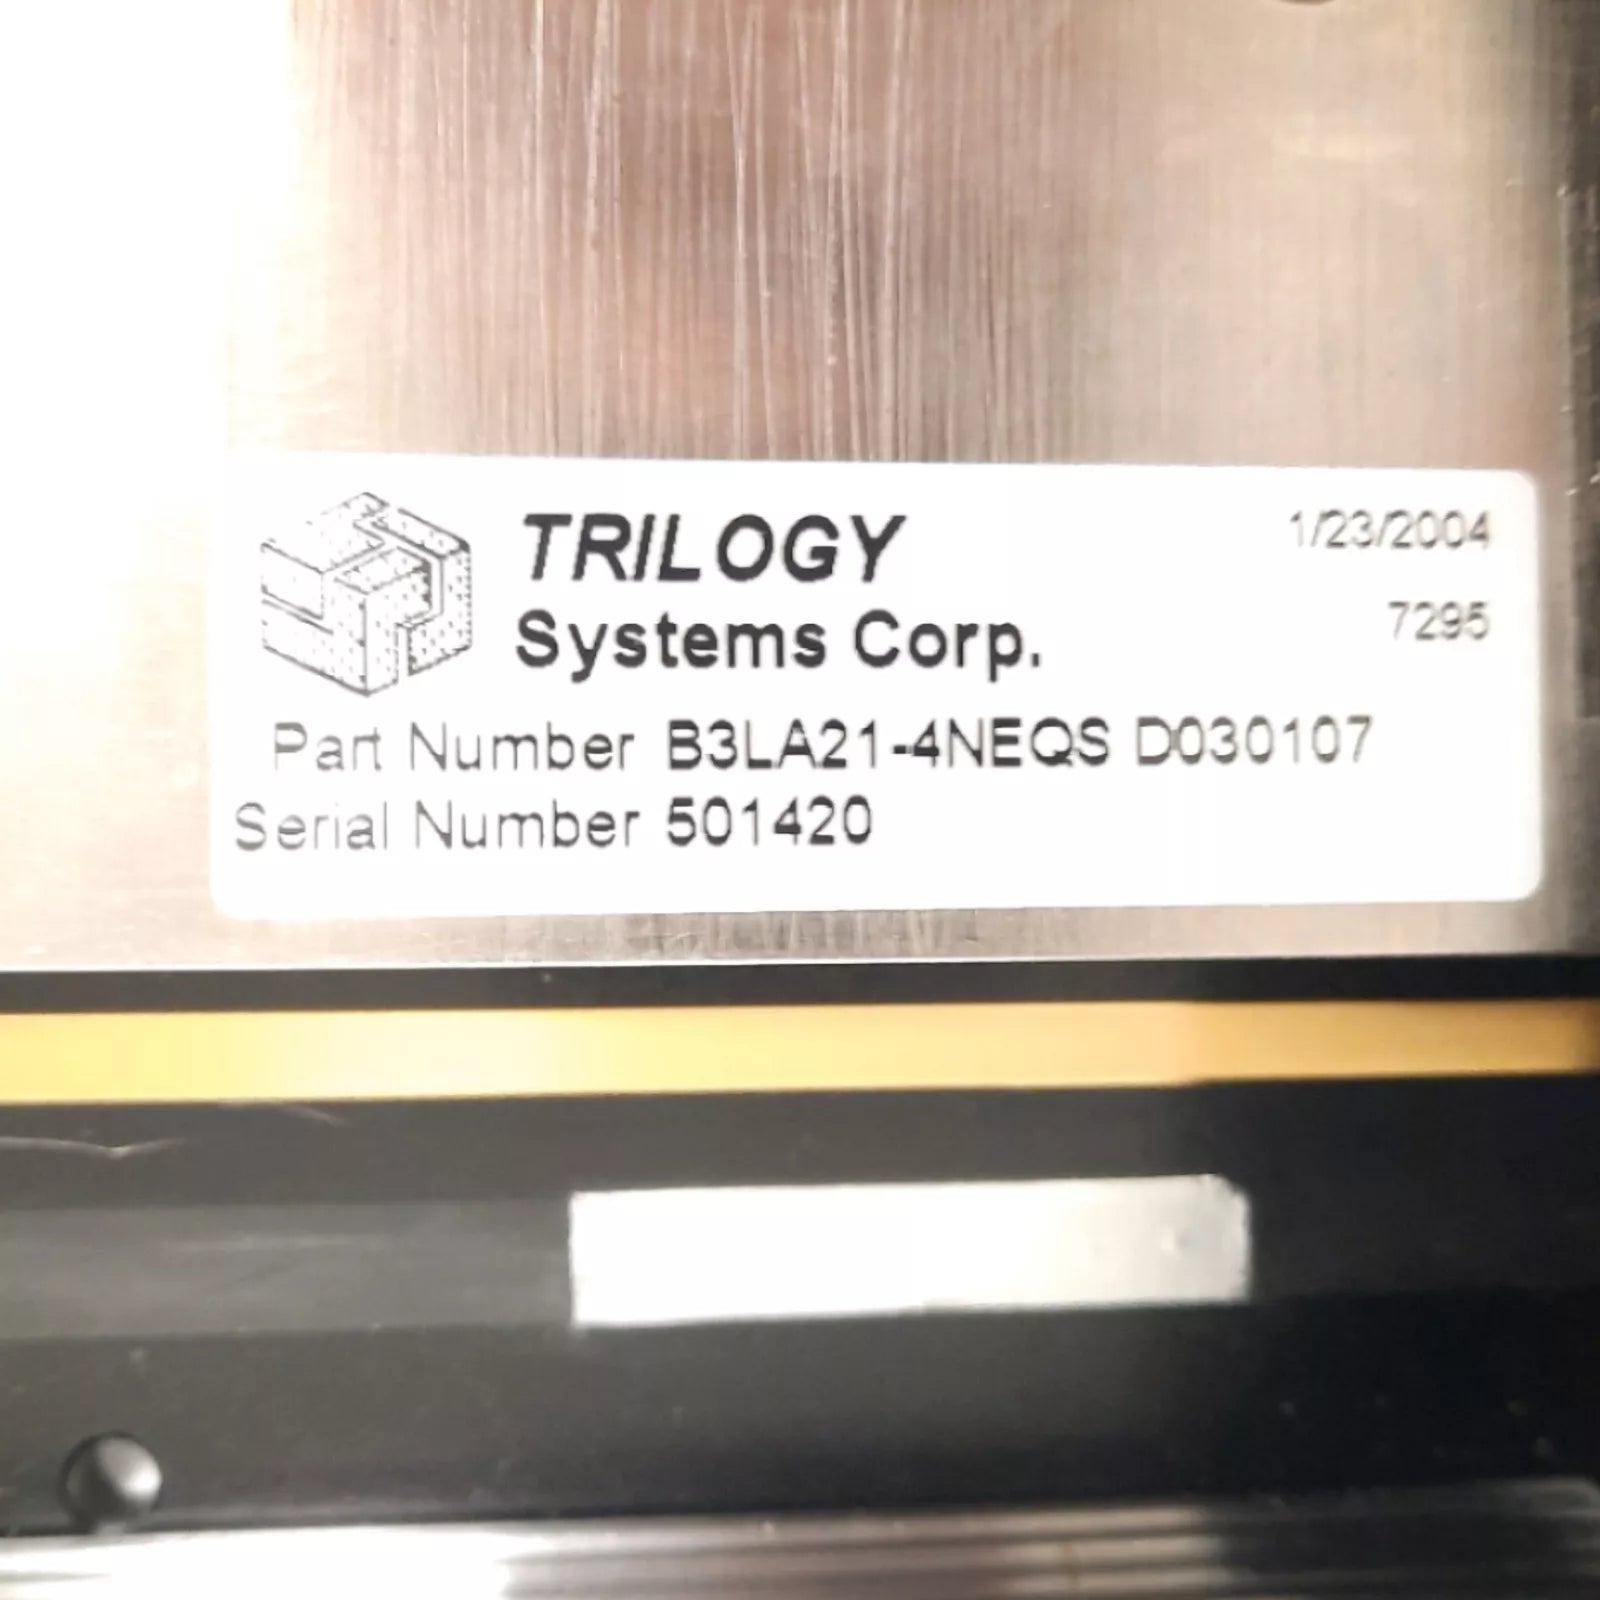 TRILOGY
Systems Corp.
1/23/2004
7295
Part Number B3LA21-4NEQS D030107
Serial Number 501420